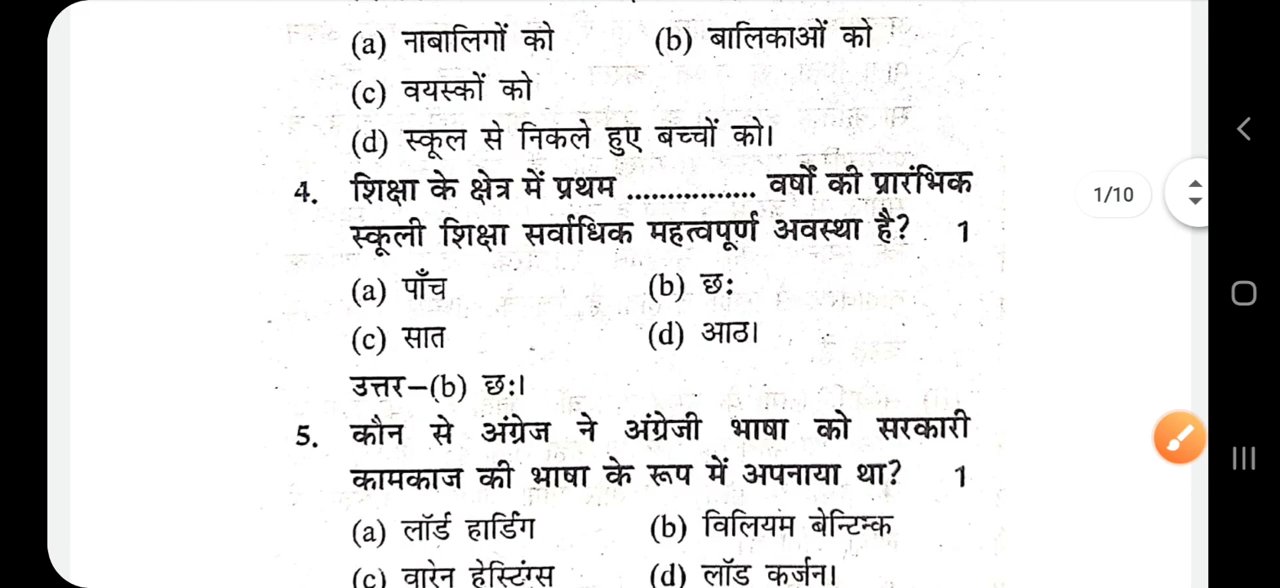 (a) नाबालिगों को (b) बालिकाओं को
(c) वयस्कों को
(d) स्कूल से निकले हुए बच्चों को।
4. शिक्षा के क्षेत्र में प्रथम ................ वर्षों की प्रारंभिक
स्कूली शिक्षा सर्वाधिक महत्वपूर्ण अवस्था है? 1
1/10
(a) पाँच (b) छः
(c) सात (d) आठ।
उत्तर–(b) छः।
5. कौन से अंग्रेज ने अंग्रेजी भाषा को सरकारी
कामकाज की भाषा के रूप में अपनाया था? 1
(a) लॉर्ड हार्डिंग (b) विलियम बेन्टिन्क
(c) वारेन हेस्टिंग्स (d) लॉड कर्जन।